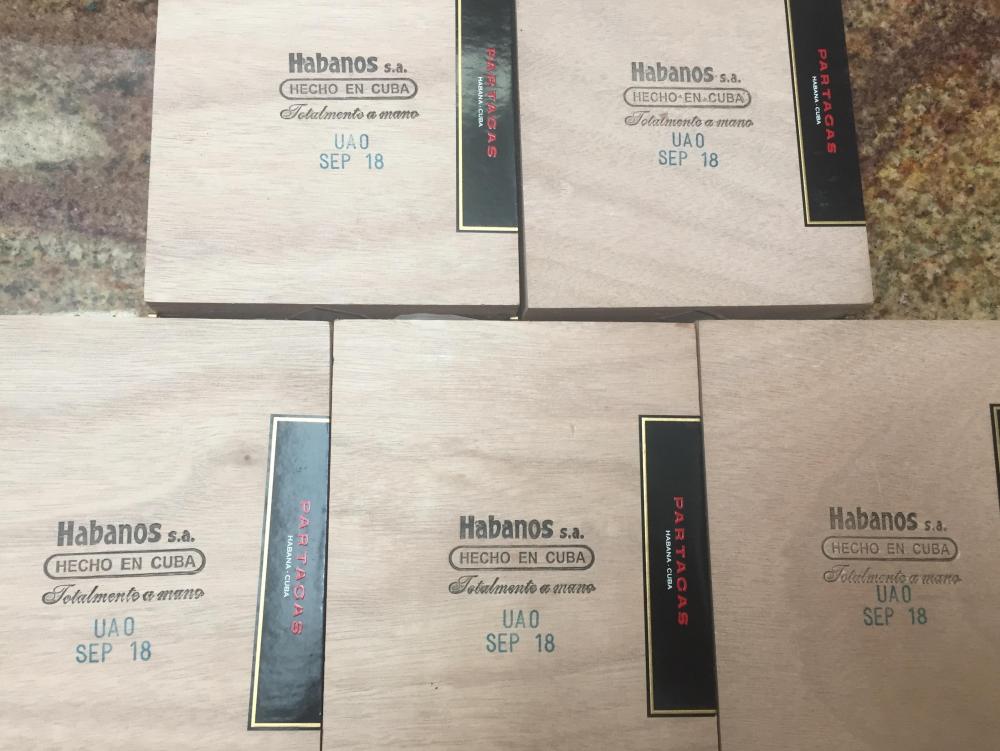 Habanos s.a.
HECHO EN CUBA
Totalmente a mano
UAO
SEP 18
PARTAGAS
HABANA · CUBA
Habanos s.a.
HECHO EN CUBA
Totalmente a mano
UAO
SEP 18
PARTAGAS
HABANA · CUBA
Habanos s.a.
HECHO EN CUBA
Totalmente a mano
UAO
SEP 18
PARTAGAS
HABANA · CUBA
Habanos s.a.
HECHO EN CUBA
Totalmente a mano
UAO
SEP 18
PARTAGAS
HABANA · CUBA
Habanos s.a.
HECHO EN CUBA
Totalmente a mano
UAO
SEP 18